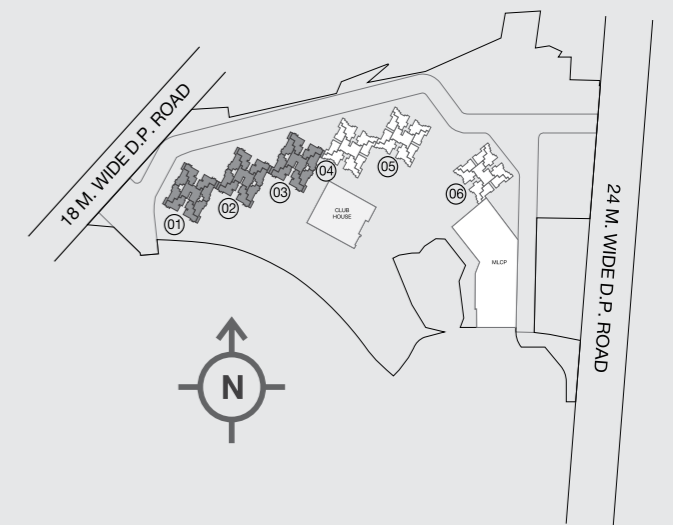 18 M. WIDE D.P. ROAD
24 M. WIDE D.P. ROAD
01
02
03
04
05
06
CLUB
HOUSE
MLCP
N